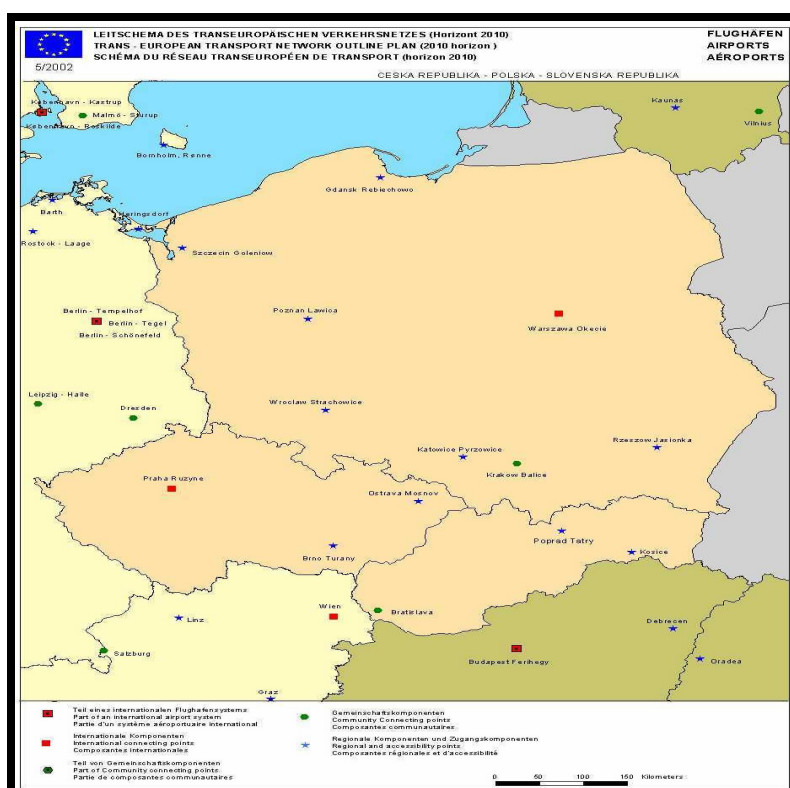 LEITSCHEMA DES TRANSEUROPÄISCHEN VERKEHRSNETZES (Horizont 2010)
TRANS - EUROPEAN TRANSPORT NETWORK OUTLINE PLAN (2010 horizon )
SCHÉMA DU RÉSEAU TRANSEUROPÉEN DE TRANSPORT (horizon 2010)
FLUGHÄFEN
AIRPORTS
AÉROPORTS
5/2002
CESKA REPUBLIKA - POLSKA - SLOVENSKA REPUBLIKA
København - Kastrup
Malmö - Sturup
København - Roskilde
Bornholm, Rønne
Kaunas
Vilnius
Gdansk Rebiechowo
Barth
Heringsdorf
Rostock - Laage
Szczecin Goleniow
Berlin - Tempelhof
Berlin - Tegel
Berlin - Schönefeld
Poznan Lawica
Warszawa Okecie
Leipzig - Halle
Dresden
Wroclaw Strachowice
Katowice Pyrzowice
Krakow Balice
Rzeszow Jasionka
Praha Ruzyne
Ostrava Mosnov
Brno Turany
Poprad Tatry
Kosice
Wien
Bratislava
Linz
Salzburg
Graz
Debrecen
Budapest Ferihegy
Oradea
Teil eines internationalen Flughafensystems
Part of an international airport system
Partie d'un système aéroportuaire international
Internationale Komponenten
International connecting points
Composantes internationales
Teil von Gemeinschaftskomponenten
Part of Community connecting points
Partie de composantes communautaires
Gemeinschaftskomponenten
Community Connecting points
Composantes communautaires
Regionale Komponenten und Zugangskomponenten
Regional and accessibility points
Composantes régionales et d'accessibilité
0 50 100 150 Kilometers